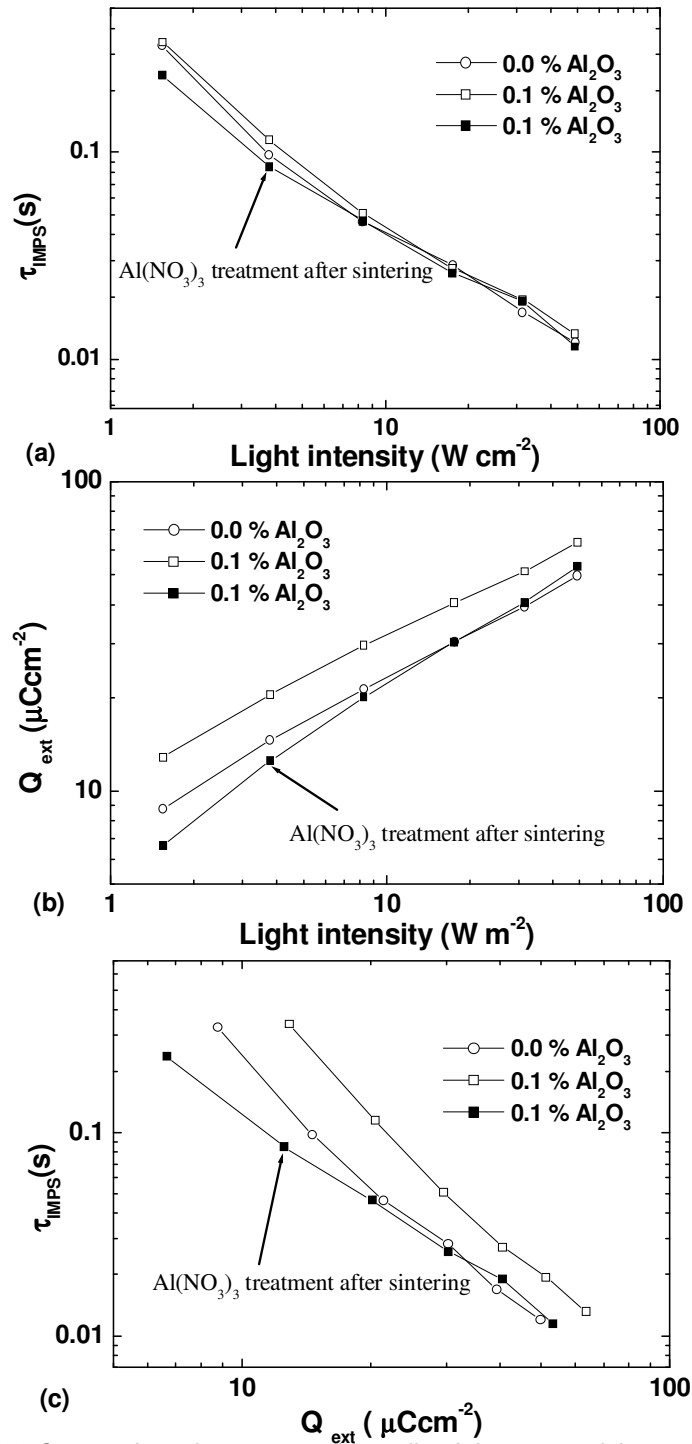 0.1
0.01
τIMPS(s)
0.0 % Al2O3
0.1 % Al2O3
0.1 % Al2O3
Al(NO3)3 treatment after sintering
1 10 100
(a) Light intensity (W cm-2)
100
10
Q ext (μCcm-2)
0.0 % Al2O3
0.1 % Al2O3
0.1 % Al2O3
Al(NO3)3 treatment after sintering
1 10 100
(b) Light intensity (W m-2)
0.1
0.01
τIMPS(s)
0.0 % Al2O3
0.1 % Al2O3
0.1 % Al2O3
Al(NO3)3 treatment after sintering
10 100
(c) Q ext ( μCcm-2)